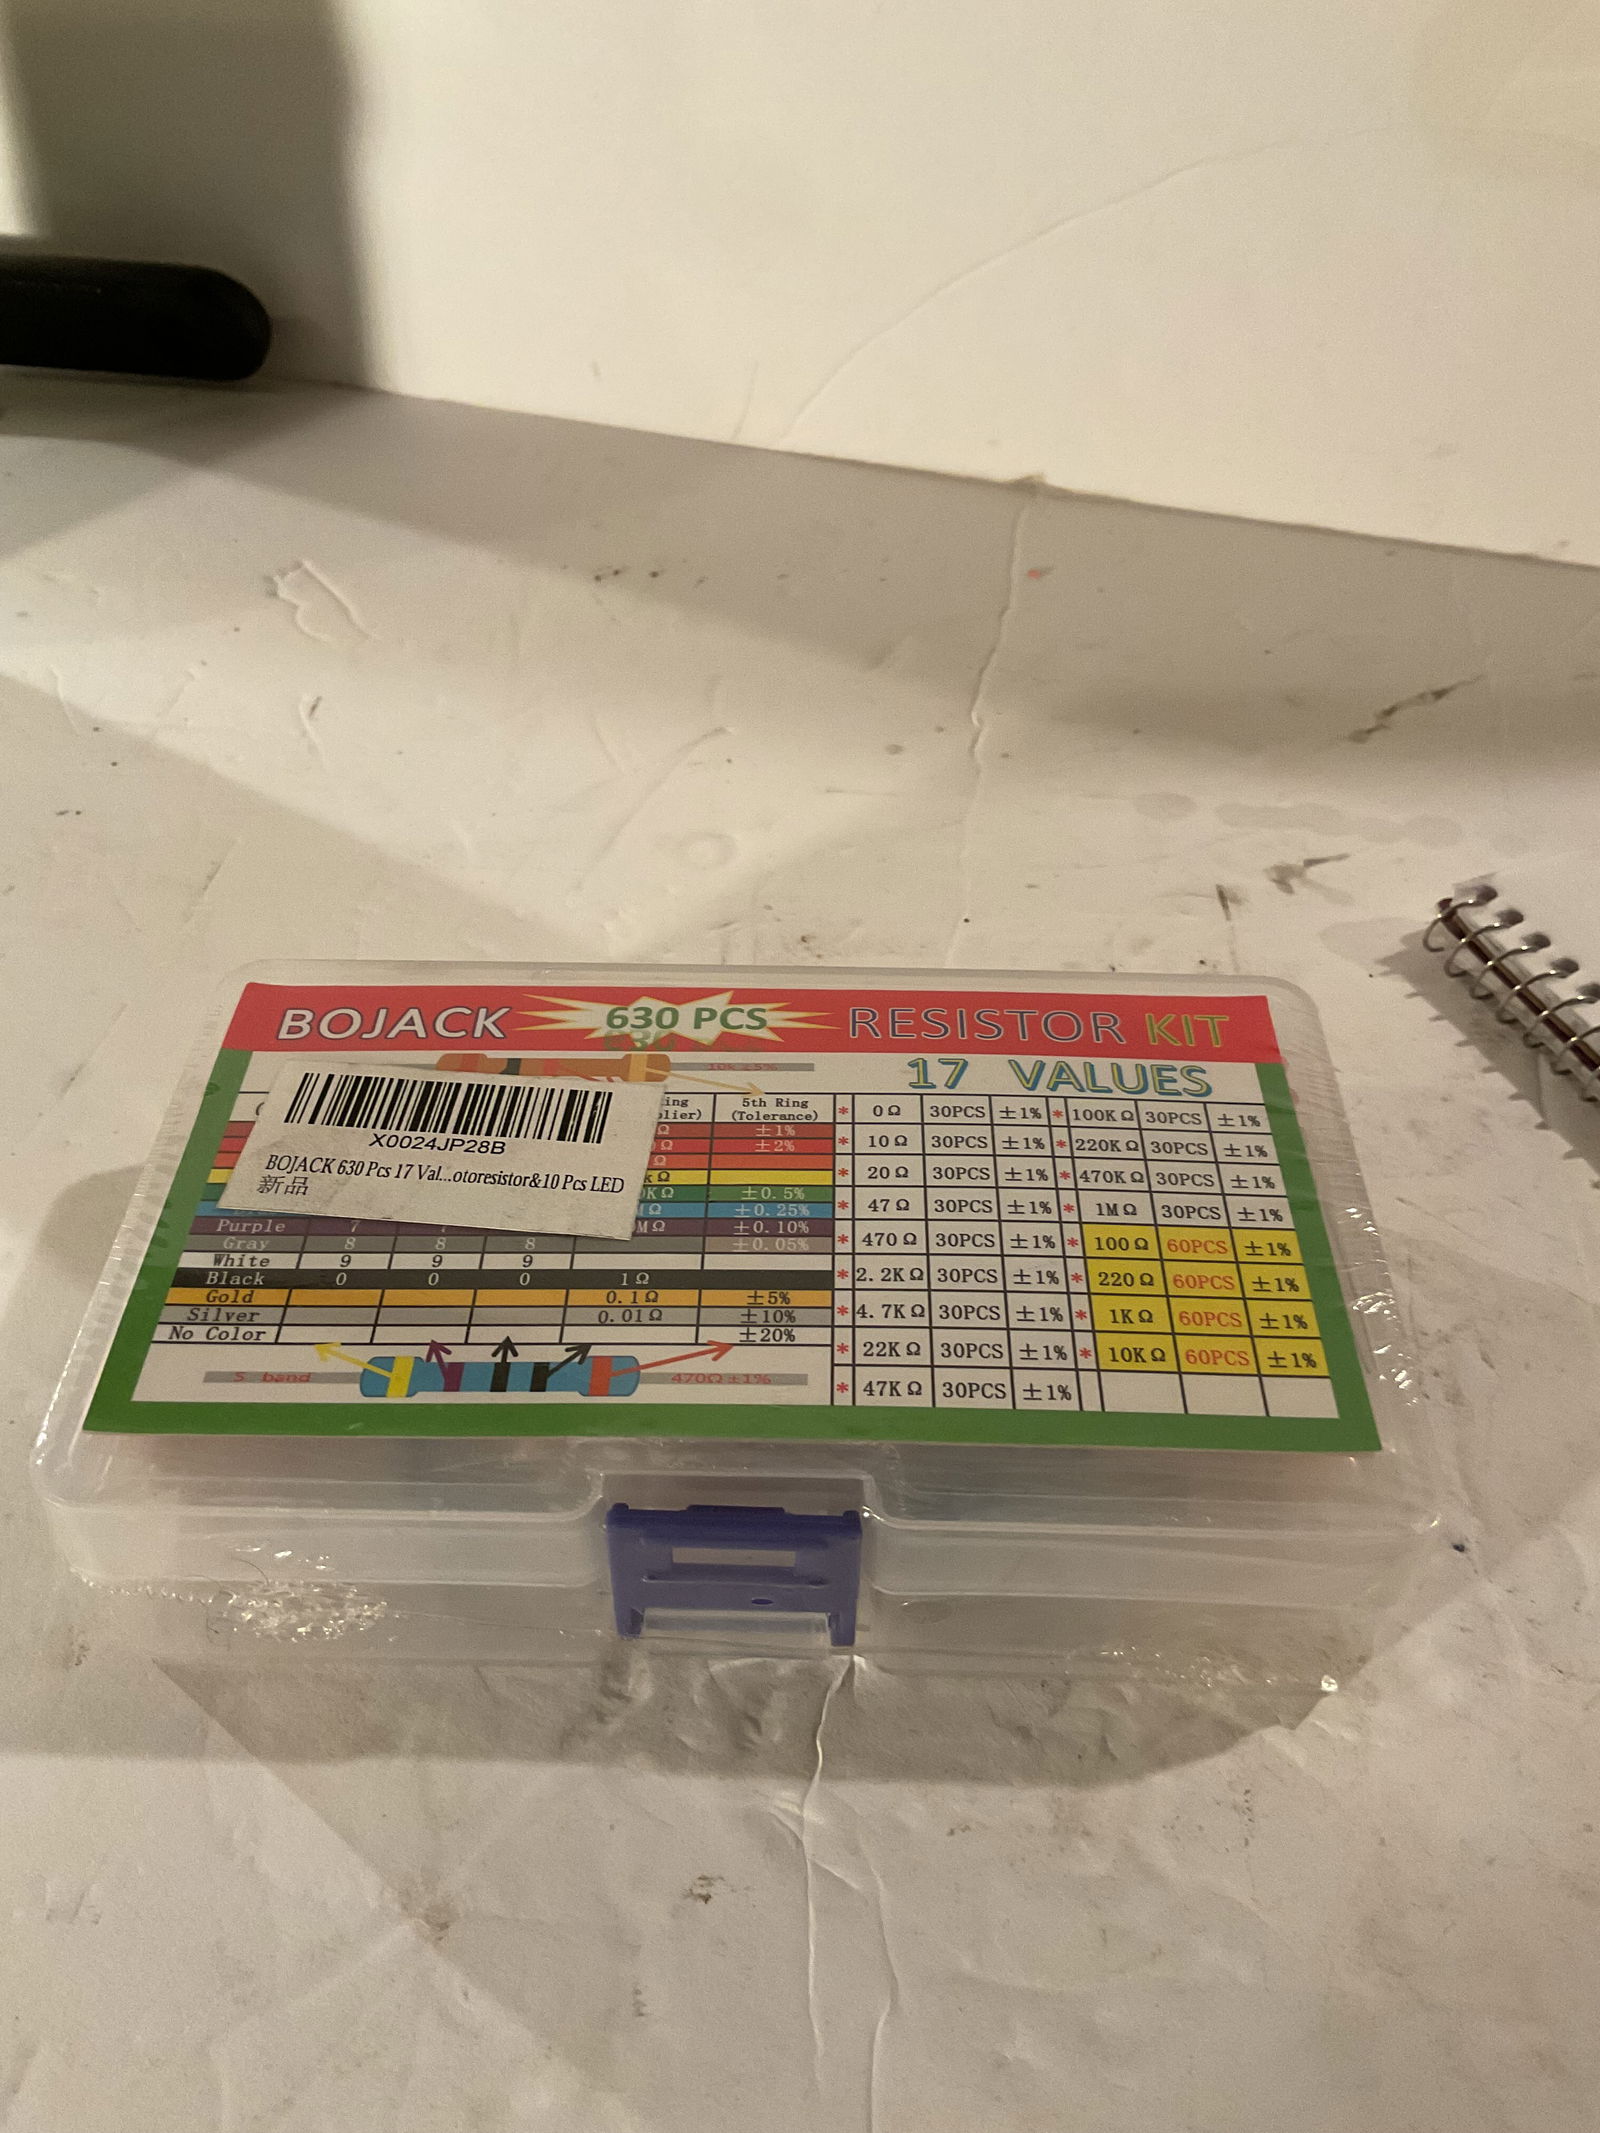 BOJACK 630 PCS RESISTOR KIT
10k ±5%
17 VALUES
X0024JP28B
BOJACK 630 Pcs 17 Val...otoresistor&10 Pcs LED
新品
5th Ring
(Tolerance)
±1%
±2%
±0.5%
±0.25%
Purple 7 7 ±0.10%
Gray 8 8 8 ±0.05%
White 9 9 9
Black 0 0 0 1Ω
Gold 0.1Ω ±5%
Silver 0.01Ω ±10%
No Color ±20%
5 band 470Ω±1%
* 0Ω 30PCS ±1% * 100KΩ 30PCS ±1%
* 10Ω 30PCS ±1% * 220KΩ 30PCS ±1%
* 20Ω 30PCS ±1% * 470KΩ 30PCS ±1%
* 47Ω 30PCS ±1% * 1MΩ 30PCS ±1%
* 470Ω 30PCS ±1% * 100Ω 60PCS ±1%
* 2.2KΩ 30PCS ±1% * 220Ω 60PCS ±1%
* 4.7KΩ 30PCS ±1% * 1KΩ 60PCS ±1%
* 22KΩ 30PCS ±1% * 10KΩ 60PCS ±1%
* 47KΩ 30PCS ±1%